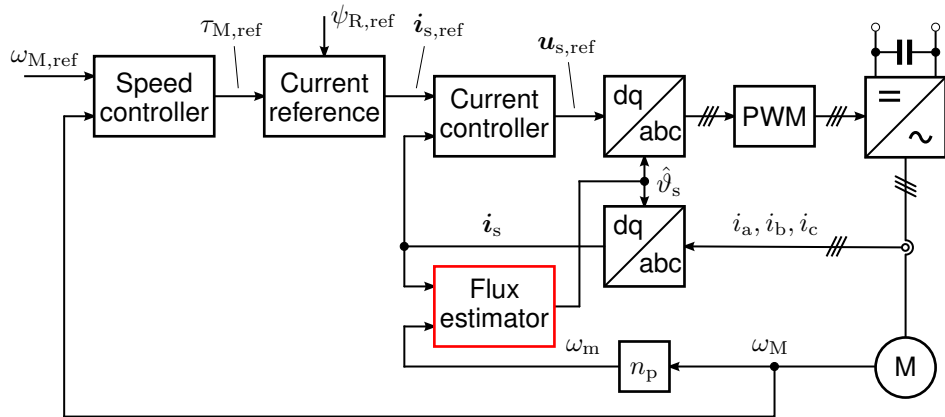 ω_M,ref
τ_M,ref
ψ_R,ref
i_s,ref
u_s,ref
Speed
controller
Current
reference
Current
controller
dq
abc
PWM
=
~
ϑ̂_s
i_s
dq
abc
i_a, i_b, i_c
Flux
estimator
ω_m
n_p
ω_M
M